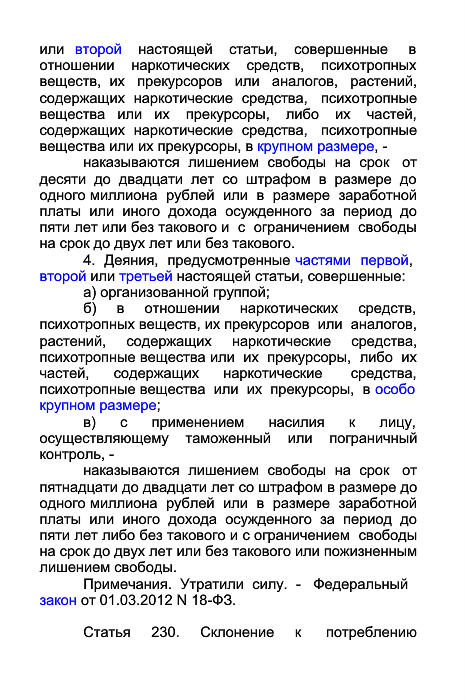 или второй настоящей статьи, совершенные в
отношении наркотических средств, психотропных
веществ, их прекурсоров или аналогов, растений,
содержащих наркотические средства, психотропные
вещества или их прекурсоры, либо их частей,
содержащих наркотические средства, психотропные
вещества или их прекурсоры, в крупном размере, -
наказываются лишением свободы на срок от
десяти до двадцати лет со штрафом в размере до
одного миллиона рублей или в размере заработной
платы или иного дохода осужденного за период до
пяти лет или без такового и с ограничением свободы
на срок до двух лет или без такового.
4. Деяния, предусмотренные частями первой,
второй или третьей настоящей статьи, совершенные:
а) организованной группой;
б) в отношении наркотических средств,
психотропных веществ, их прекурсоров или аналогов,
растений, содержащих наркотические средства,
психотропные вещества или их прекурсоры, либо их
частей, содержащих наркотические средства,
психотропные вещества или их прекурсоры, в особо
крупном размере;
в) с применением насилия к лицу,
осуществляющему таможенный или пограничный
контроль, -
наказываются лишением свободы на срок от
пятнадцати до двадцати лет со штрафом в размере до
одного миллиона рублей или в размере заработной
платы или иного дохода осужденного за период до
пяти лет либо без такового и с ограничением свободы
на срок до двух лет или без такового или пожизненным
лишением свободы.
Примечания. Утратили силу. - Федеральный
закон от 01.03.2012 N 18-ФЗ.
Статья 230. Склонение к потреблению